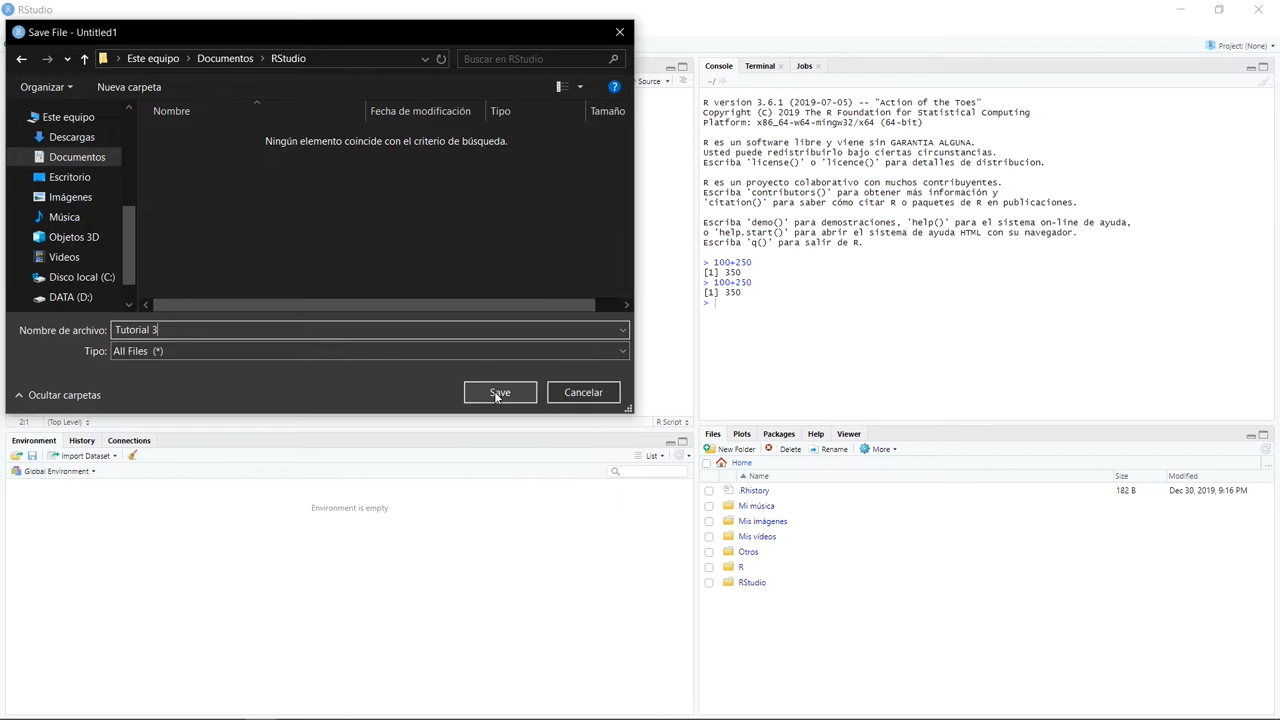 RStudio
Save File - Untitled1
Este equipo
Documentos
RStudio
Buscar en RStudio
Organizar
Nueva carpeta
Este equipo
Descargas
Documentos
Escritorio
Imágenes
Música
Objetos 3D
Vídeos
Disco local (C:)
DATA (D:)
Nombre
Fecha de modificación
Tipo
Tamaño
Ningún elemento coincide con el criterio de búsqueda.
Nombre de archivo: Tutorial 3
Tipo: All Files (*)
Ocultar carpetas
Save
Cancelar
Source
Project: (None)
2:1 (Top Level)
R Script
Console Terminal Jobs
~/
R version 3.6.1 (2019-07-05) -- "Action of the Toes"
Copyright (C) 2019 The R Foundation for Statistical Computing
Platform: x86_64-w64-mingw32/x64 (64-bit)
R es un software libre y viene sin GARANTIA ALGUNA.
Usted puede redistribuirlo bajo ciertas circunstancias.
Escriba 'license()' o 'licence()' para detalles de distribucion.
R es un proyecto colaborativo con muchos contribuyentes.
Escriba 'contributors()' para obtener más información y
'citation()' para saber cómo citar R o paquetes de R en publicaciones.
Escriba 'demo()' para demostraciones, 'help()' para el sistema on-line de ayuda,
o 'help.start()' para abrir el sistema de ayuda HTML con su navegador.
Escriba 'q()' para salir de R.
> 100+250
[1] 350
> 100+250
[1] 350
>
Environment History Connections
Import Dataset
List
Global Environment
Environment is empty
Files Plots Packages Help Viewer
New Folder Delete Rename More
Home
Name Size Modified
.Rhistory 182 B Dec 30, 2019, 9:16 PM
Mi música
Mis imágenes
Mis vídeos
Otros
R
RStudio